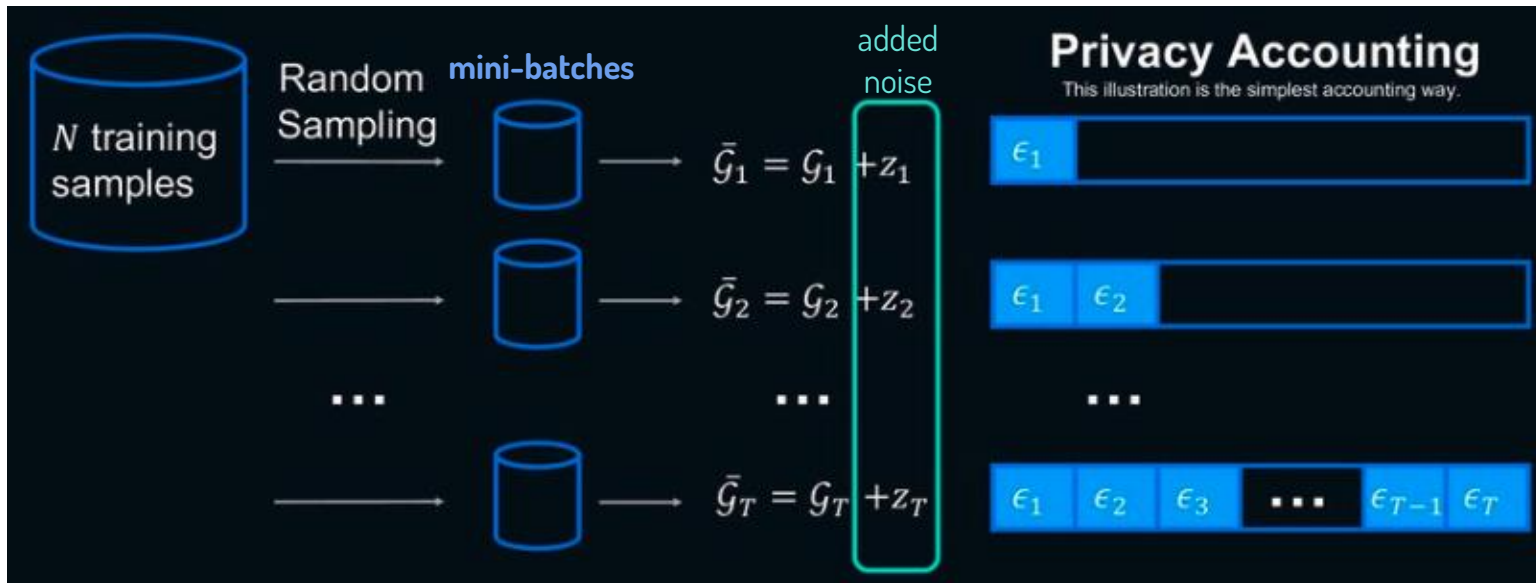 added
noise
Privacy Accounting
This illustration is the simplest accounting way.
Random
Sampling
mini-batches
N training
samples
𝒢̄₁ = 𝒢₁ +z₁
ϵ₁
𝒢̄₂ = 𝒢₂ +z₂
ϵ₁ ϵ₂
... ... ...
𝒢̄_T = 𝒢_T +z_T
ϵ₁ ϵ₂ ϵ₃ ... ϵ_{T−1} ϵ_T